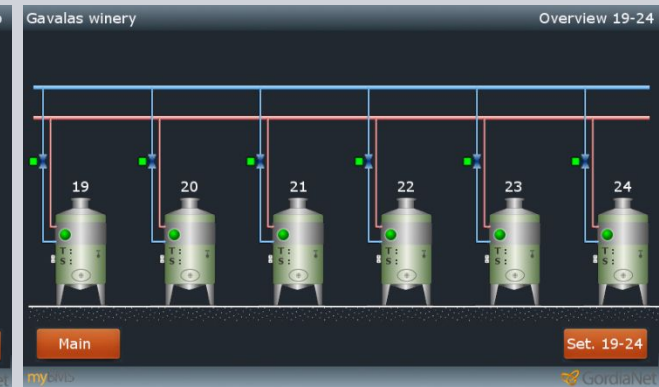 Gavalas winery Overview 19-24
19 20 21 22 23 24
T : T : T : T : T : T :
S : S : S : S : S : S :
Main Set. 19-24
myBMS GordiaNet